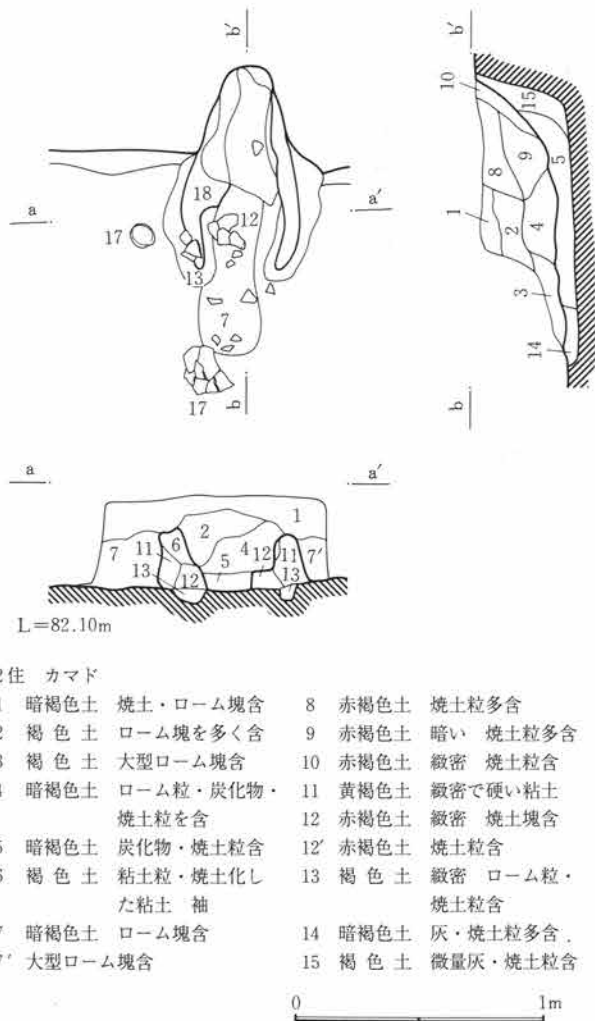 b′
b′
10
15
9
5
8
18
a
a′
12
1
2
4
17
13
3
7
14
17
b
b
a
a′
1
2
7
11
6
4
12
11
7′
5
13
12
13
L＝82.10m
住　カマド
暗褐色土　焼土・ローム塊含
褐色土　ローム塊を多く含
褐色土　大型ローム塊含
暗褐色土　ローム粒・炭化物・
焼土粒を含
暗褐色土　炭化物・焼土粒含
褐色土　粘土粒・焼土化し
た粘土　袖
暗褐色土　ローム塊含
′　大型ローム塊含
8　赤褐色土　焼土粒多含
9　赤褐色土　暗い　焼土粒多含
10　赤褐色土　緻密　焼土粒含
11　黄褐色土　緻密で硬い粘土
12　赤褐色土　緻密　焼土塊含
12′　赤褐色土　焼土粒含
13　褐色土　緻密　ローム粒・
焼土粒含
14　暗褐色土　灰・焼土粒多含
15　褐色土　微量灰・焼土粒含
0
1m